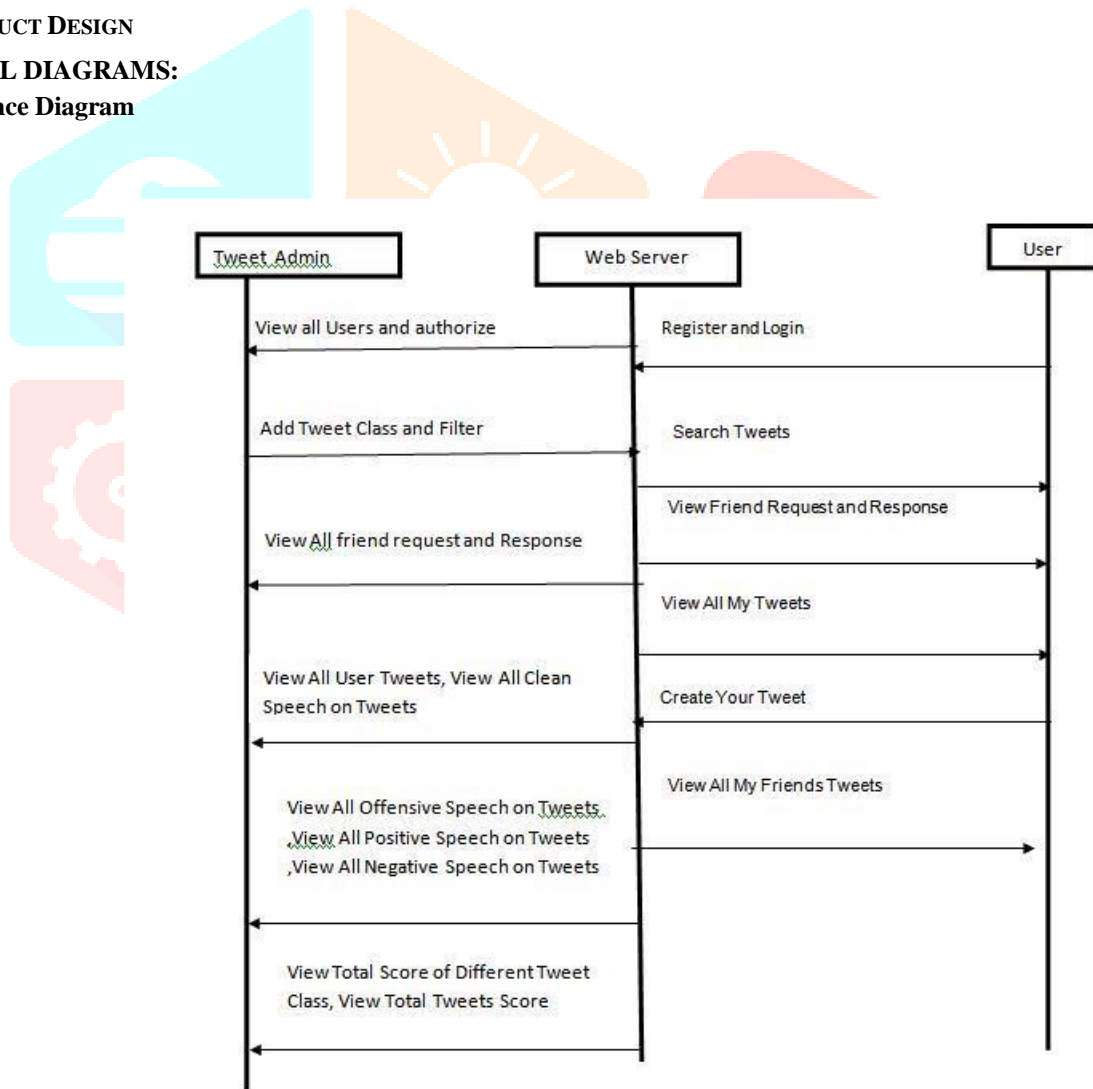 UCT DESIGN
L DIAGRAMS:
nce Diagram
Tweet Admin
Web Server
User
View all Users and authorize
Register and Login
Add Tweet Class and Filter
Search Tweets
View Friend Request and Response
View All friend request and Response
View All My Tweets
View All User Tweets, View All Clean
Speech on Tweets
Create Your Tweet
View All My Friends Tweets
View All Offensive Speech on Tweets
,View All Positive Speech on Tweets
,View All Negative Speech on Tweets
View Total Score of Different Tweet
Class, View Total Tweets Score